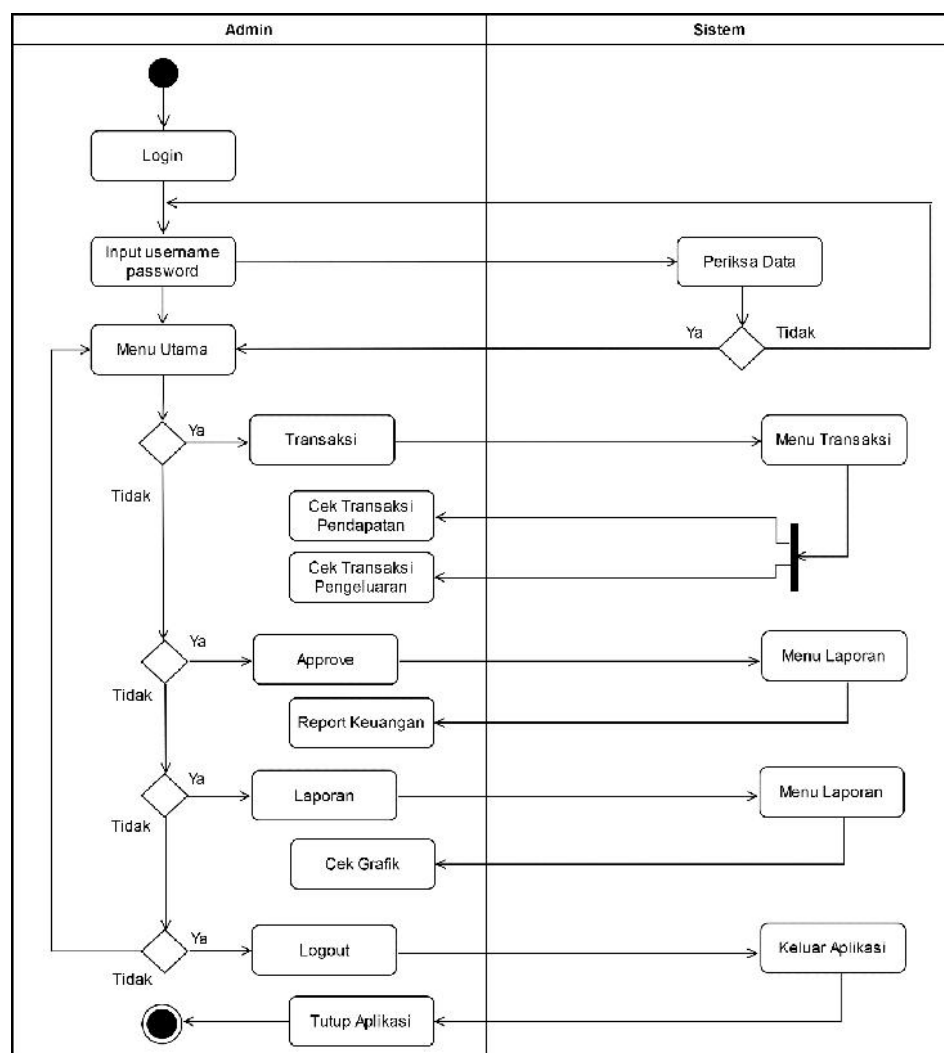 Admin
Sistem
Login
Input username
password
Periksa Data
Ya
Tidak
Menu Utama
Ya
Transaksi
Menu Transaksi
Tidak
Cek Transaksi
Pendapatan
Cek Transaksi
Pengeluaran
Ya
Approve
Menu Laporan
Tidak
Report Keuangan
Ya
Laporan
Menu Laporan
Tidak
Cek Grafik
Ya
Logout
Keluar Aplikasi
Tidak
Tutup Aplikasi